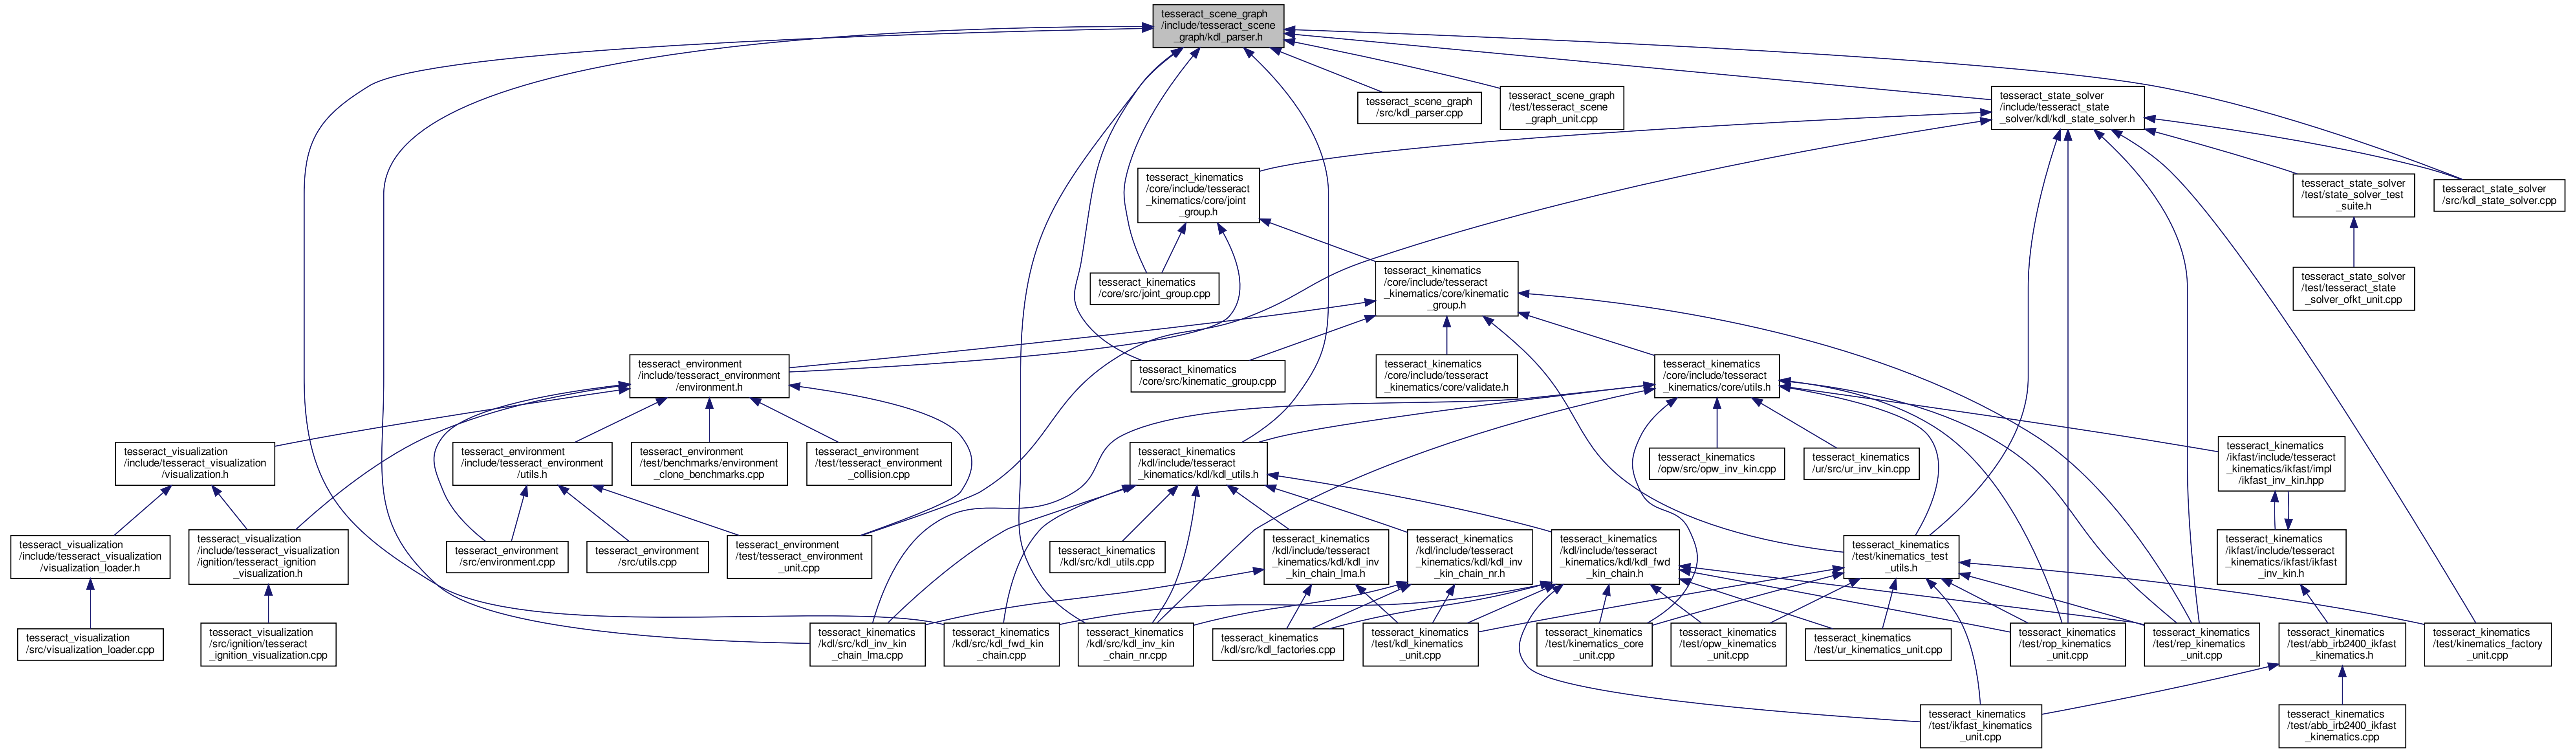 tesseract_scene_graph
/include/tesseract_scene
_graph/kdl_parser.h
tesseract_scene_graph
/src/kdl_parser.cpp
tesseract_scene_graph
/test/tesseract_scene
_graph_unit.cpp
tesseract_state_solver
/include/tesseract_state
_solver/kdl/kdl_state_solver.h
tesseract_kinematics
/core/include/tesseract
_kinematics/core/joint
_group.h
tesseract_state_solver
/test/state_solver_test
_suite.h
tesseract_state_solver
/src/kdl_state_solver.cpp
tesseract_kinematics
/core/src/joint_group.cpp
tesseract_kinematics
/core/include/tesseract
_kinematics/core/kinematic
_group.h
tesseract_state_solver
/test/tesseract_state
_solver_ofkt_unit.cpp
tesseract_environment
/include/tesseract_environment
/environment.h
tesseract_kinematics
/core/src/kinematic_group.cpp
tesseract_kinematics
/core/include/tesseract
_kinematics/core/validate.h
tesseract_kinematics
/core/include/tesseract
_kinematics/core/utils.h
tesseract_visualization
/include/tesseract_visualization
/visualization.h
tesseract_environment
/include/tesseract_environment
/utils.h
tesseract_environment
/test/benchmarks/environment
_clone_benchmarks.cpp
tesseract_environment
/test/tesseract_environment
_collision.cpp
tesseract_kinematics
/kdl/include/tesseract
_kinematics/kdl/kdl_utils.h
tesseract_kinematics
/opw/src/opw_inv_kin.cpp
tesseract_kinematics
/ur/src/ur_inv_kin.cpp
tesseract_kinematics
/ikfast/include/tesseract
_kinematics/ikfast/impl
/ikfast_inv_kin.hpp
tesseract_visualization
/include/tesseract_visualization
/visualization_loader.h
tesseract_visualization
/include/tesseract_visualization
/ignition/tesseract_ignition
_visualization.h
tesseract_environment
/src/environment.cpp
tesseract_environment
/src/utils.cpp
tesseract_environment
/test/tesseract_environment
_unit.cpp
tesseract_kinematics
/kdl/src/kdl_utils.cpp
tesseract_kinematics
/kdl/include/tesseract
_kinematics/kdl/kdl_inv
_kin_chain_lma.h
tesseract_kinematics
/kdl/include/tesseract
_kinematics/kdl/kdl_inv
_kin_chain_nr.h
tesseract_kinematics
/kdl/include/tesseract
_kinematics/kdl/kdl_fwd
_kin_chain.h
tesseract_kinematics
/test/kinematics_test
_utils.h
tesseract_kinematics
/ikfast/include/tesseract
_kinematics/ikfast/ikfast
_inv_kin.h
tesseract_visualization
/src/visualization_loader.cpp
tesseract_visualization
/src/ignition/tesseract
_ignition_visualization.cpp
tesseract_kinematics
/kdl/src/kdl_inv_kin
_chain_lma.cpp
tesseract_kinematics
/kdl/src/kdl_fwd_kin
_chain.cpp
tesseract_kinematics
/kdl/src/kdl_inv_kin
_chain_nr.cpp
tesseract_kinematics
/kdl/src/kdl_factories.cpp
tesseract_kinematics
/test/kdl_kinematics
_unit.cpp
tesseract_kinematics
/test/kinematics_core
_unit.cpp
tesseract_kinematics
/test/opw_kinematics
_unit.cpp
tesseract_kinematics
/test/ur_kinematics_unit.cpp
tesseract_kinematics
/test/rop_kinematics
_unit.cpp
tesseract_kinematics
/test/rep_kinematics
_unit.cpp
tesseract_kinematics
/test/abb_irb2400_ikfast
_kinematics.h
tesseract_kinematics
/test/kinematics_factory
_unit.cpp
tesseract_kinematics
/test/ikfast_kinematics
_unit.cpp
tesseract_kinematics
/test/abb_irb2400_ikfast
_kinematics.cpp